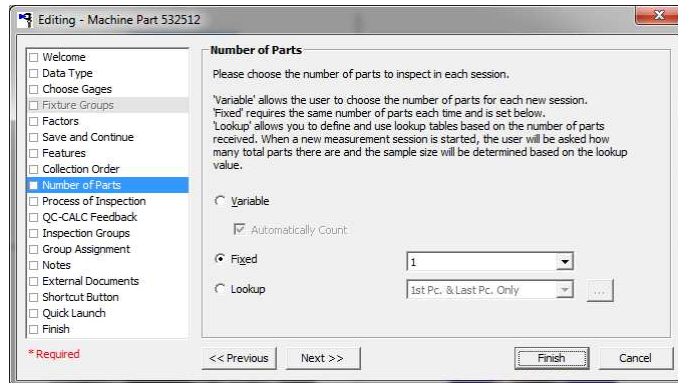 Editing - Machine Part 532512
Welcome
Data Type
Choose Gages
Fixture Groups
Factors
Save and Continue
Features
Collection Order
Number of Parts
Process of Inspection
QC-CALC Feedback
Inspection Groups
Group Assignment
Notes
External Documents
Shortcut Button
Quick Launch
Finish
* Required
Number of Parts
Please choose the number of parts to inspect in each session.
'Variable' allows the user to choose the number of parts for each new session.
'Fixed' requires the same number of parts each time and is set below.
'Lookup' allows you to define and use lookup tables based on the number of parts
received. When a new measurement session is started, the user will be asked how
many total parts there are and the sample size will be determined based on the lookup
value.
Variable
Automatically Count
Fixed
1
Lookup
1st Pc. & Last Pc. Only
...
<< Previous
Next >>
Finish
Cancel